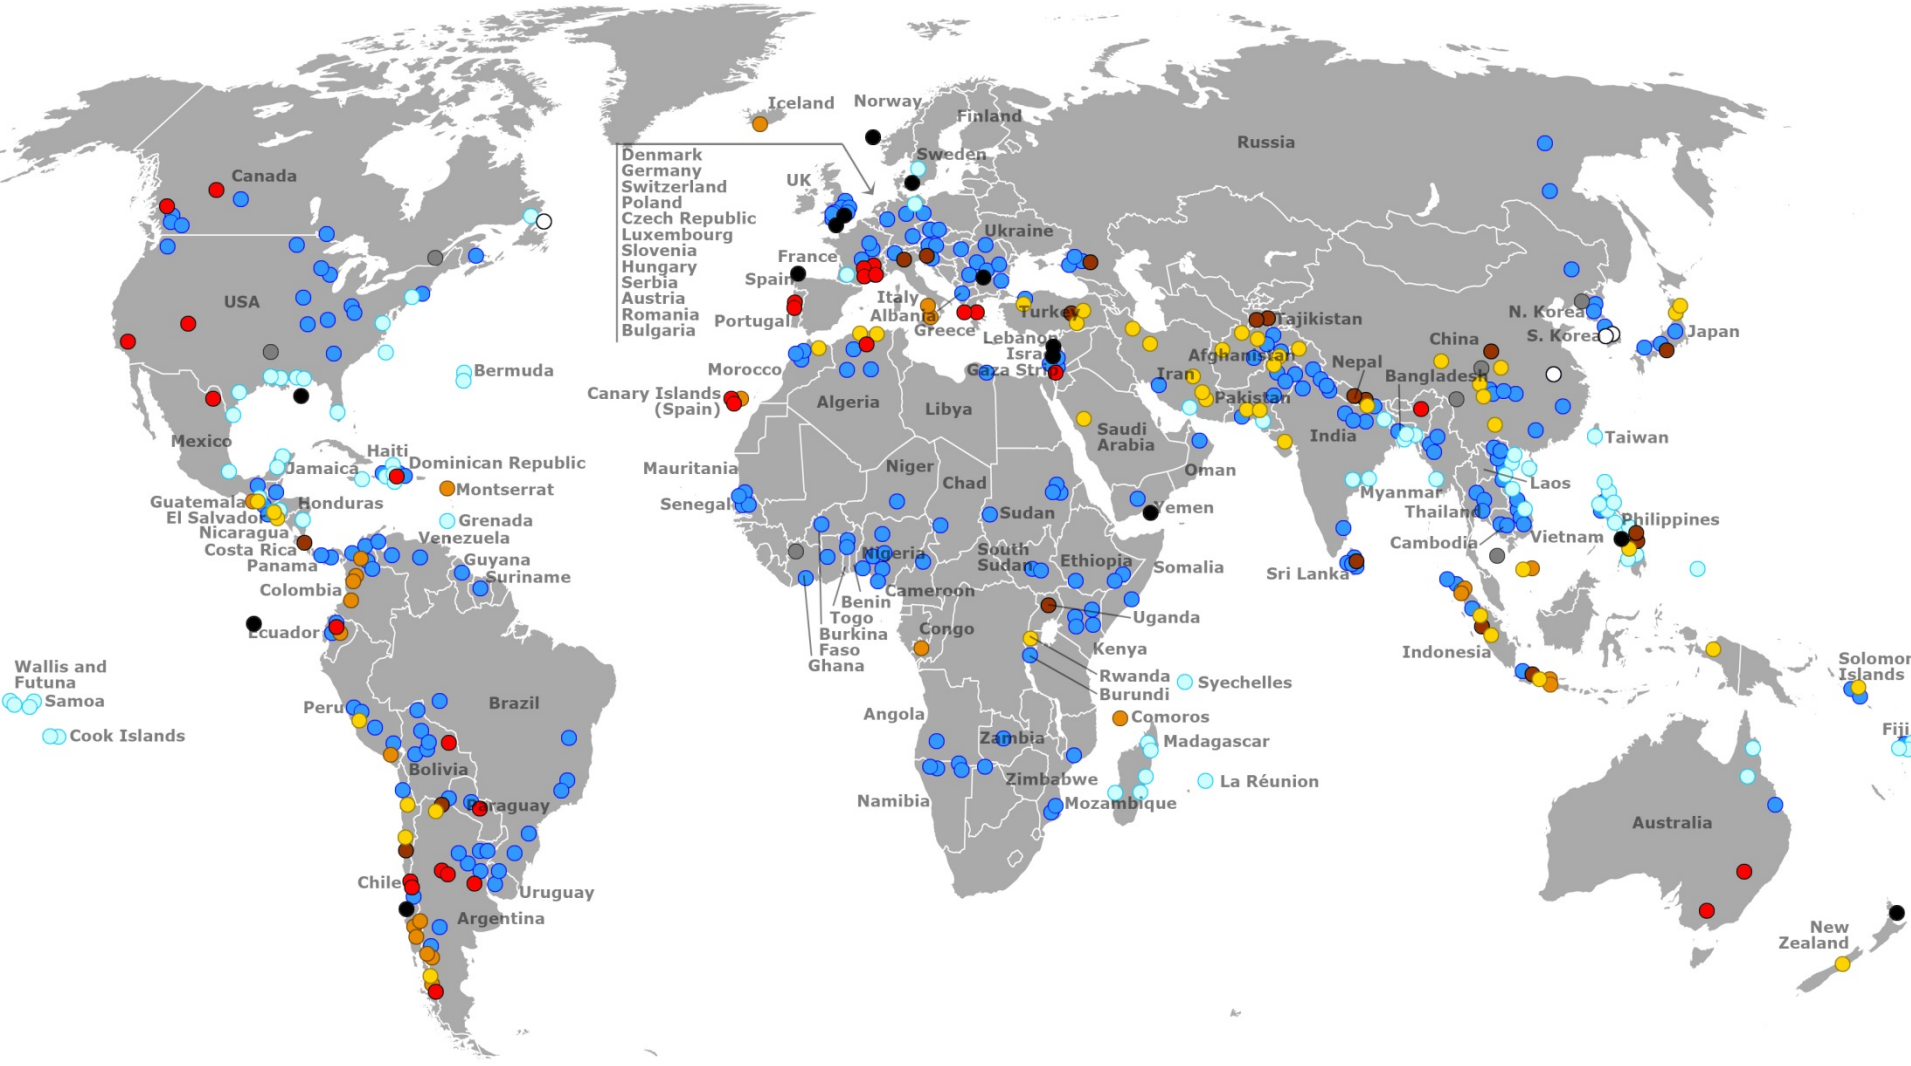 Iceland
Norway
Finland
Russia
Denmark
Germany
Switzerland
Poland
Czech Republic
Luxembourg
Slovenia
Hungary
Serbia
Austria
Romania
Bulgaria
Sweden
UK
Canada
Ukraine
France
Spain
Italy
Albania
Portugal
Greece
Turkey
USA
Tajikistan
N. Korea
S. Korea
Japan
China
Lebanon
Israel
Gaza Strip
Afghanistan
Nepal
Bangladesh
Morocco
Bermuda
Iran
Canary Islands
(Spain)
Algeria
Libya
Pakistan
Saudi
Arabia
India
Taiwan
Mexico
Haiti
Jamaica
Dominican Republic
Mauritania
Niger
Chad
Oman
Laos
Myanmar
Montserrat
Guatemala
Honduras
El Salvador
Senegal
Sudan
Yemen
Thailand
Grenada
Philippines
Nicaragua
Vietnam
Cambodia
Costa Rica
Venezuela
Panama
Guyana
Suriname
Nigeria
South
Sudan
Ethiopia
Somalia
Sri Lanka
Colombia
Cameroon
Benin
Togo
Burkina
Faso
Ghana
Uganda
Ecuador
Congo
Kenya
Indonesia
Wallis and
Futuna
Samoa
Rwanda
Burundi
Syechelles
Solomon
Islands
Peru
Brazil
Angola
Comoros
Fiji
Cook Islands
Zambia
Madagascar
Bolivia
Zimbabwe
La Réunion
Namibia
Mozambique
Paraguay
Australia
Chile
Uruguay
Argentina
New
Zealand